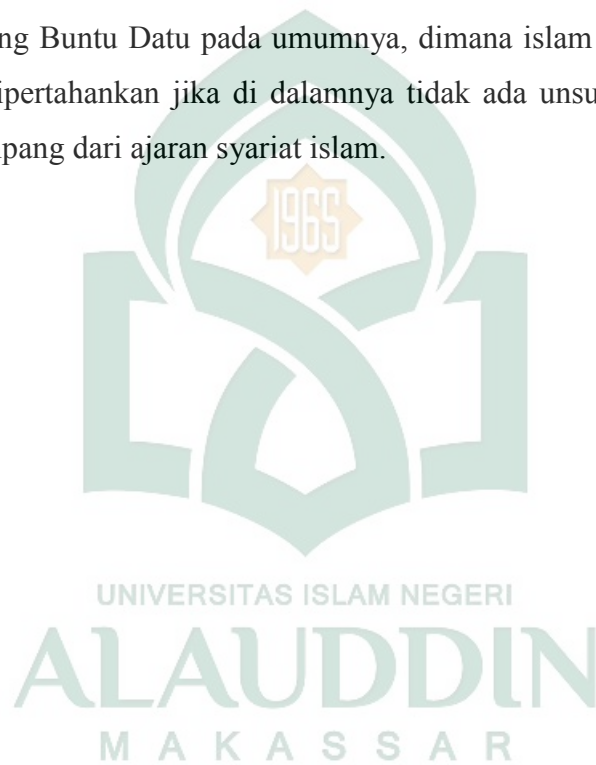 ng Buntu Datu pada umumnya, dimana islam
ipertahankan jika di dalamnya tidak ada unsu
pang dari ajaran syariat islam.
1965
UNIVERSITAS ISLAM NEGERI
ALAUDDIN
MAKASSAR